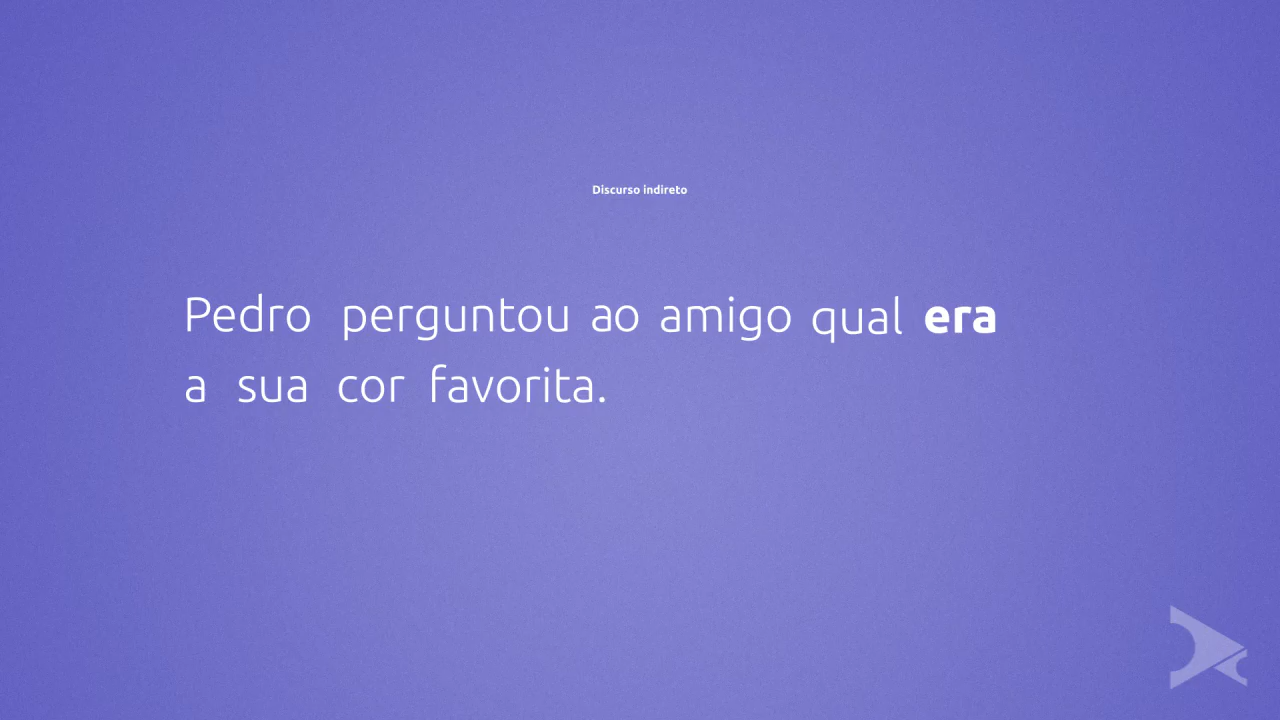 Discurso indireto
Pedro perguntou ao amigo qual era
a sua cor favorita.